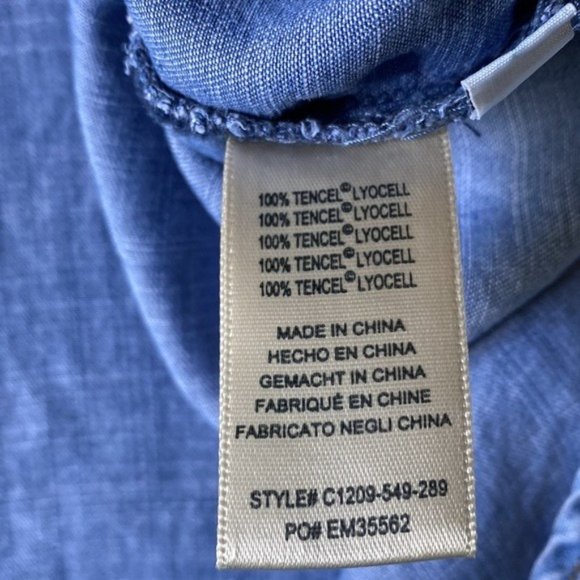 100% TENCEL©LYOCELL
100% TENCEL©LYOCELL
100% TENCEL©LYOCELL
100% TENCEL©LYOCELL
100% TENCEL©LYOCELL
MADE IN CHINA
HECHO EN CHINA
GEMACHT IN CHINA
FABRIQUÉ EN CHINE
FABRICATO NEGLI CHINA
STYLE# C1209-549-289
PO# EM35562